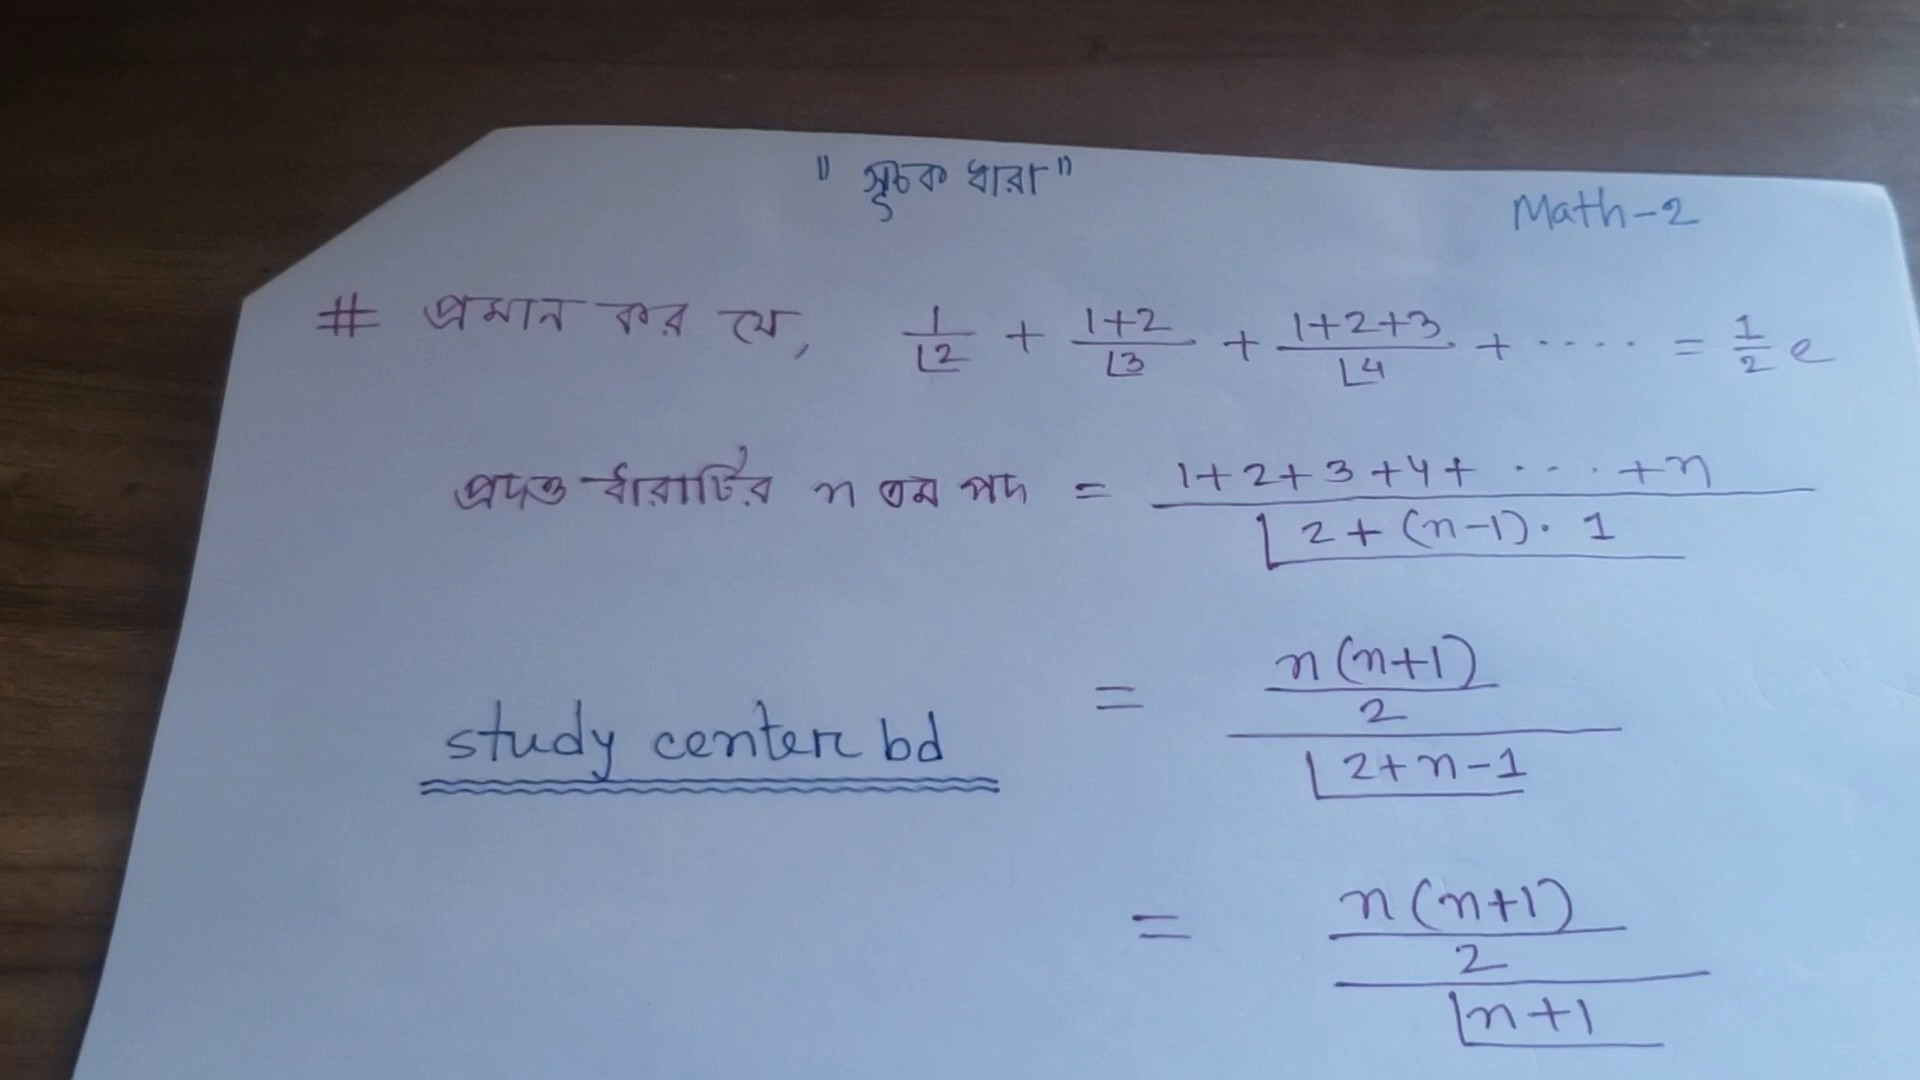 " সূচক ধারা "
Math-2
# প্রমান কর যে, 1/⌊2 + 1+2/⌊3 + 1+2+3/⌊4 + ···· = 1/2 e
প্রদত্ত ধারাটির n তম পদ = 1+2+3+4+ ···· +n / ⌊2+(n-1)·1
= n(n+1)/2 / ⌊2+n-1
study center bd
= n(n+1)/2 / ⌊n+1